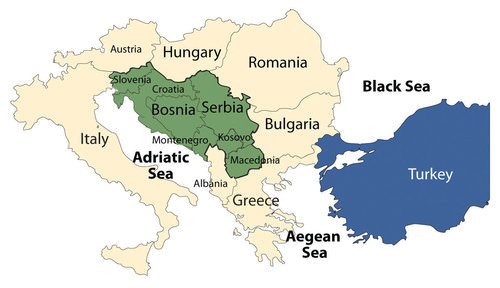 Austria
Hungary
Romania
Slovenia
Croatia
Black Sea
Bosnia
Serbia
Italy
Bulgaria
Montenegro
Kosovo
Adriatic
Sea
Macedonia
Turkey
Albania
Greece
Aegean
Sea